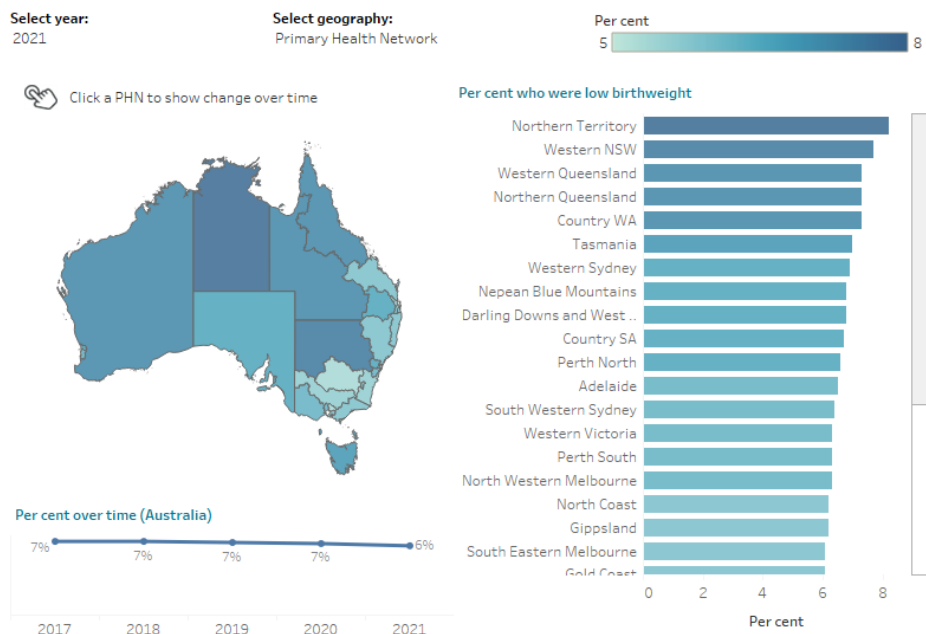 Select year:
2021
Select geography:
Primary Health Network
Per cent
5
8
Click a PHN to show change over time
Per cent who were low birthweight
Northern Territory
Western NSW
Western Queensland
Northern Queensland
Country WA
Tasmania
Western Sydney
Nepean Blue Mountains
Darling Downs and West ..
Country SA
Perth North
Adelaide
South Western Sydney
Western Victoria
Perth South
North Western Melbourne
North Coast
Gippsland
South Eastern Melbourne
Gold Coast
0 2 4 6 8
Per cent
Per cent over time (Australia)
7% 7% 7% 7% 6%
2017 2018 2019 2020 2021